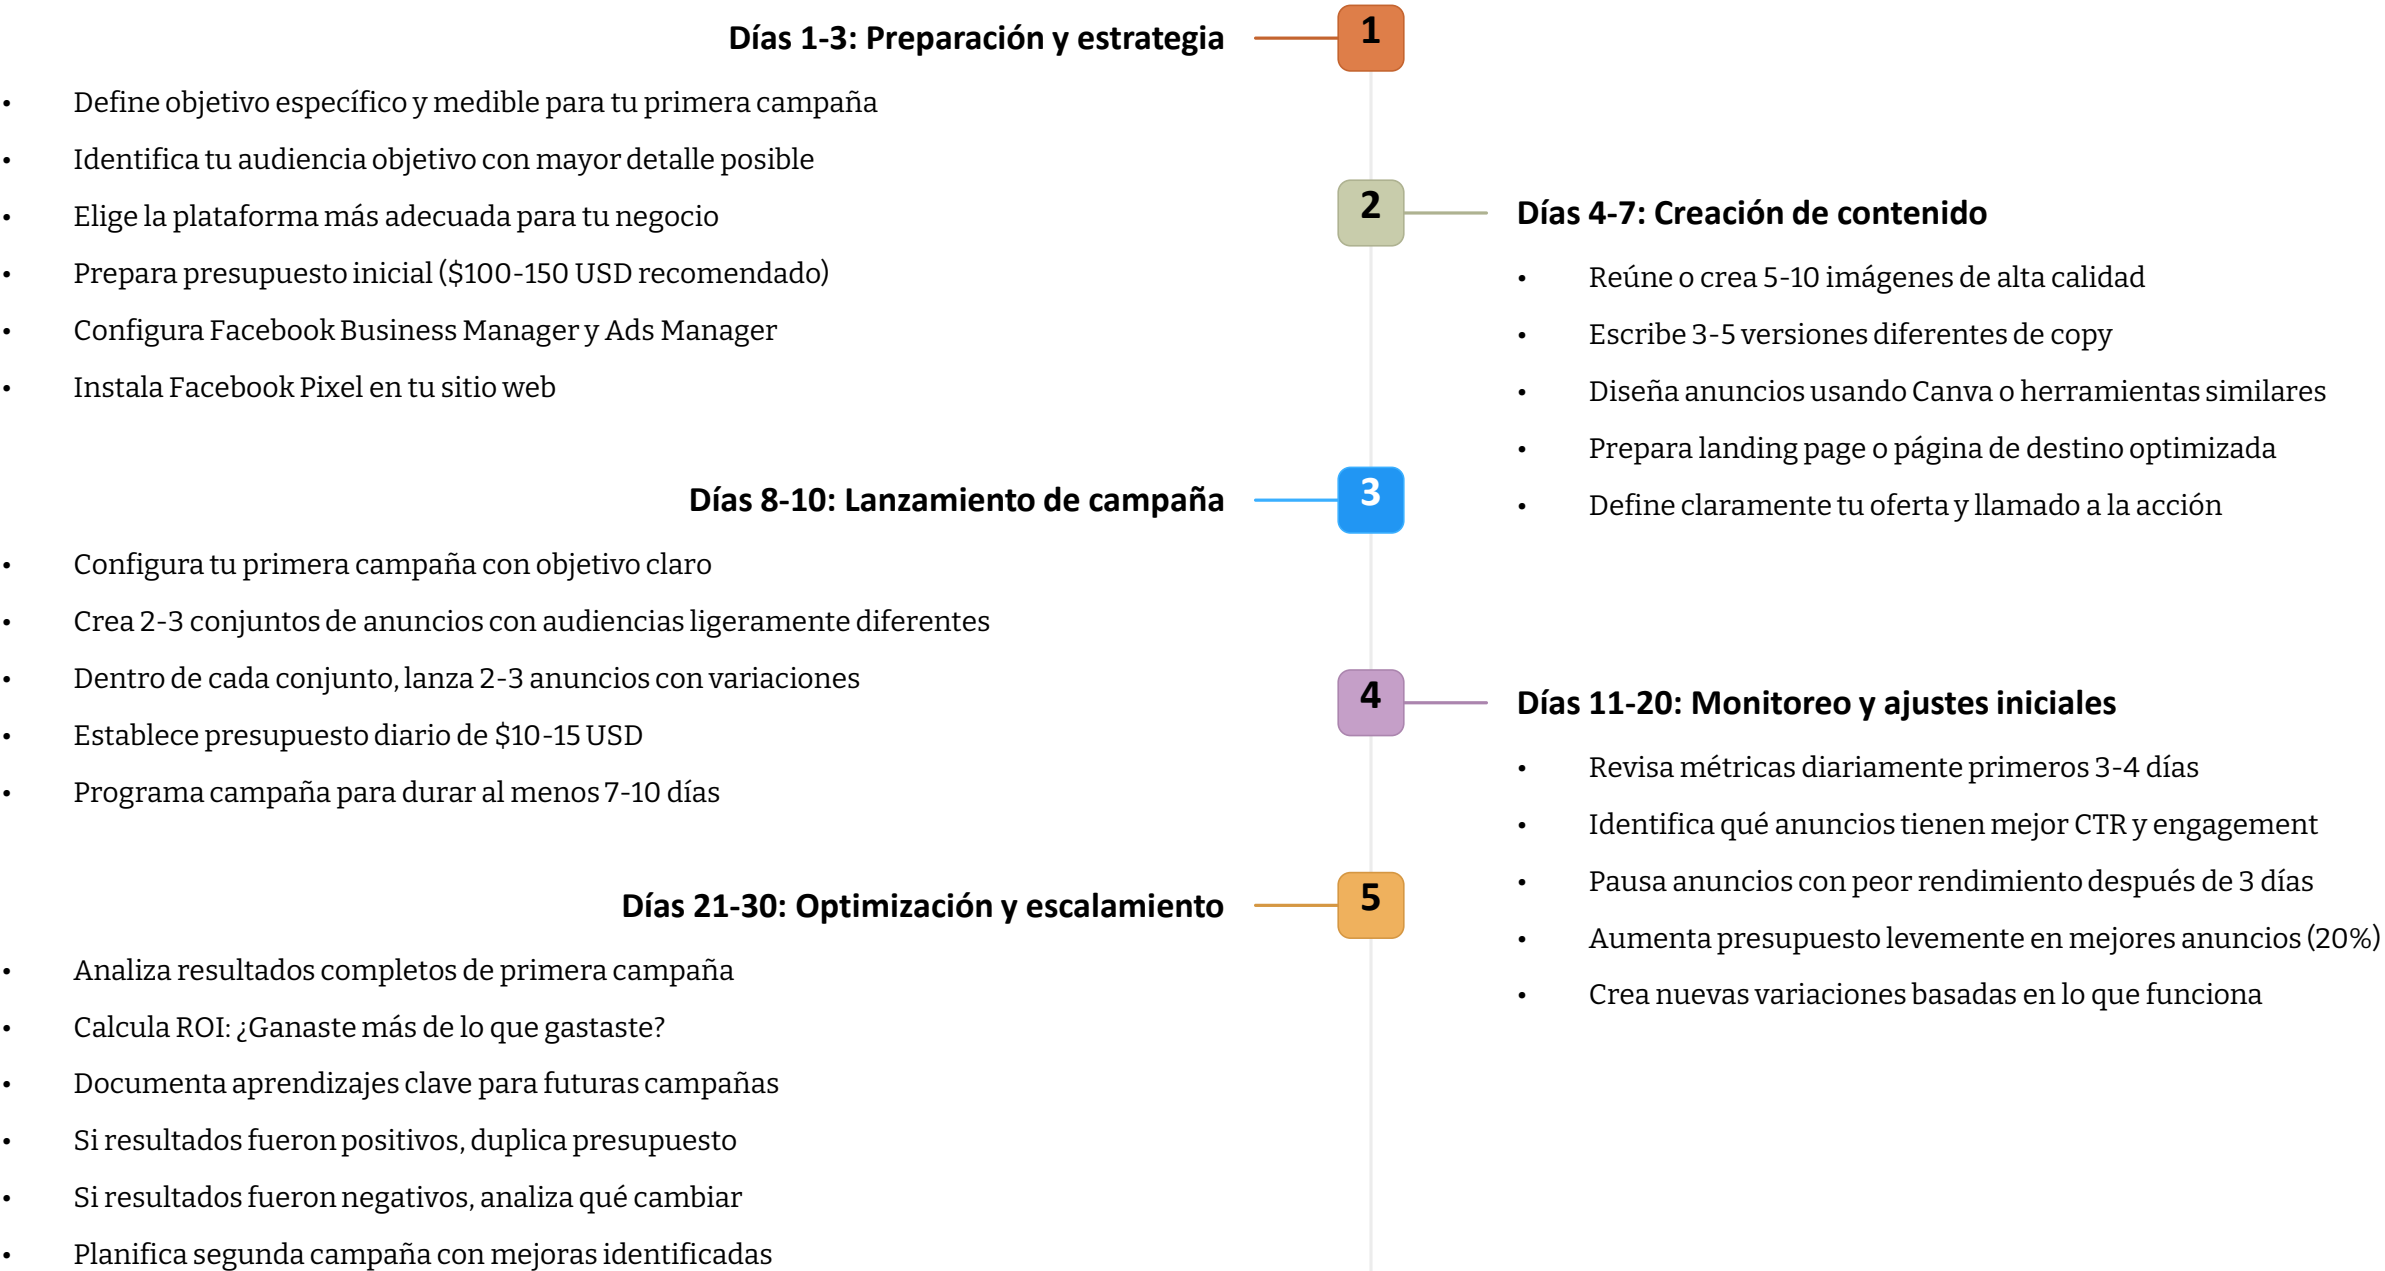 Días 1-3: Preparación y estrategia
1
• Define objetivo específico y medible para tu primera campaña
• Identifica tu audiencia objetivo con mayor detalle posible
• Elige la plataforma más adecuada para tu negocio
• Prepara presupuesto inicial ($100-150 USD recomendado)
• Configura Facebook Business Manager y Ads Manager
• Instala Facebook Pixel en tu sitio web
2
Días 4-7: Creación de contenido
• Reúne o crea 5-10 imágenes de alta calidad
• Escribe 3-5 versiones diferentes de copy
• Diseña anuncios usando Canva o herramientas similares
• Prepara landing page o página de destino optimizada
• Define claramente tu oferta y llamado a la acción
Días 8-10: Lanzamiento de campaña
3
• Configura tu primera campaña con objetivo claro
• Crea 2-3 conjuntos de anuncios con audiencias ligeramente diferentes
• Dentro de cada conjunto, lanza 2-3 anuncios con variaciones
• Establece presupuesto diario de $10-15 USD
• Programa campaña para durar al menos 7-10 días
4
Días 11-20: Monitoreo y ajustes iniciales
• Revisa métricas diariamente primeros 3-4 días
• Identifica qué anuncios tienen mejor CTR y engagement
• Pausa anuncios con peor rendimiento después de 3 días
• Aumenta presupuesto levemente en mejores anuncios (20%)
• Crea nuevas variaciones basadas en lo que funciona
Días 21-30: Optimización y escalamiento
5
• Analiza resultados completos de primera campaña
• Calcula ROI: ¿Ganaste más de lo que gastaste?
• Documenta aprendizajes clave para futuras campañas
• Si resultados fueron positivos, duplica presupuesto
• Si resultados fueron negativos, analiza qué cambiar
• Planifica segunda campaña con mejoras identificadas